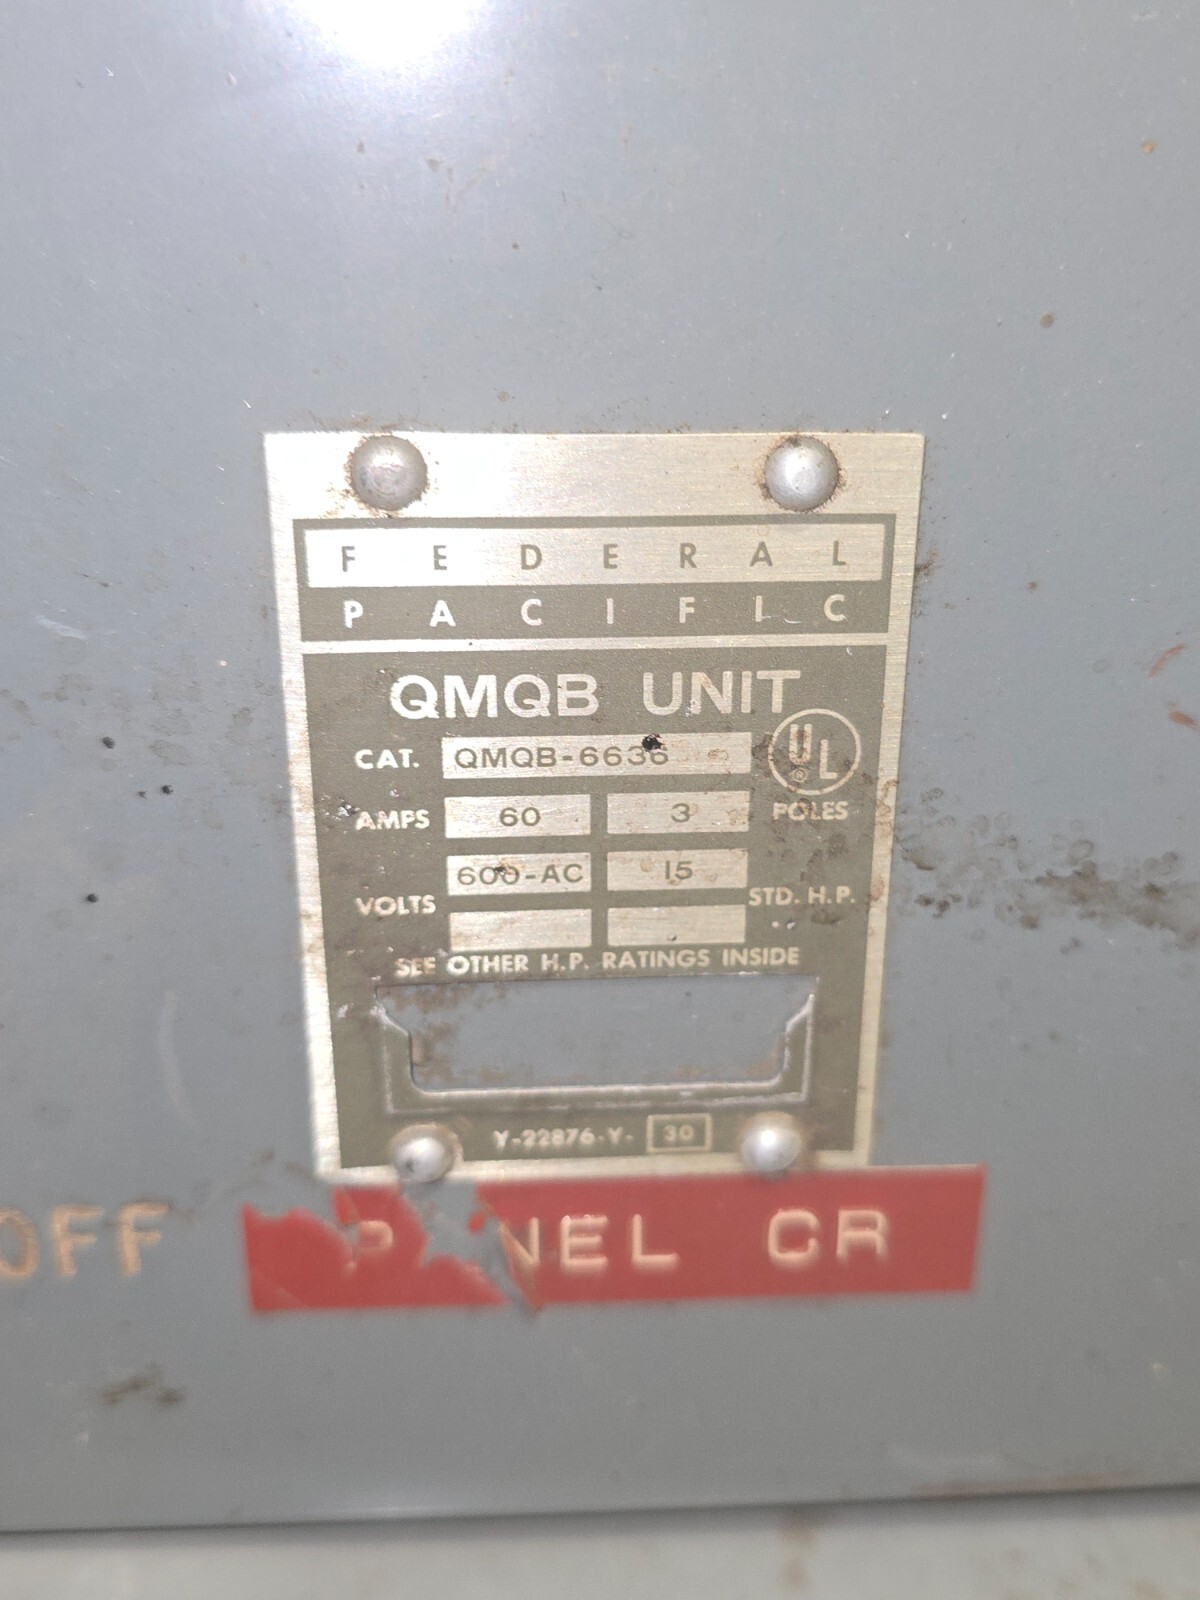 FEDERAL
PACIFIC
QMQB UNIT
CAT. QMQB-6636 UL ®
AMPS 60 3 POLES
600-AC 15
VOLTS STD. H.P.
SEE OTHER H.P. RATINGS INSIDE
Y-22876-Y- 30
OFF
P NEL CR